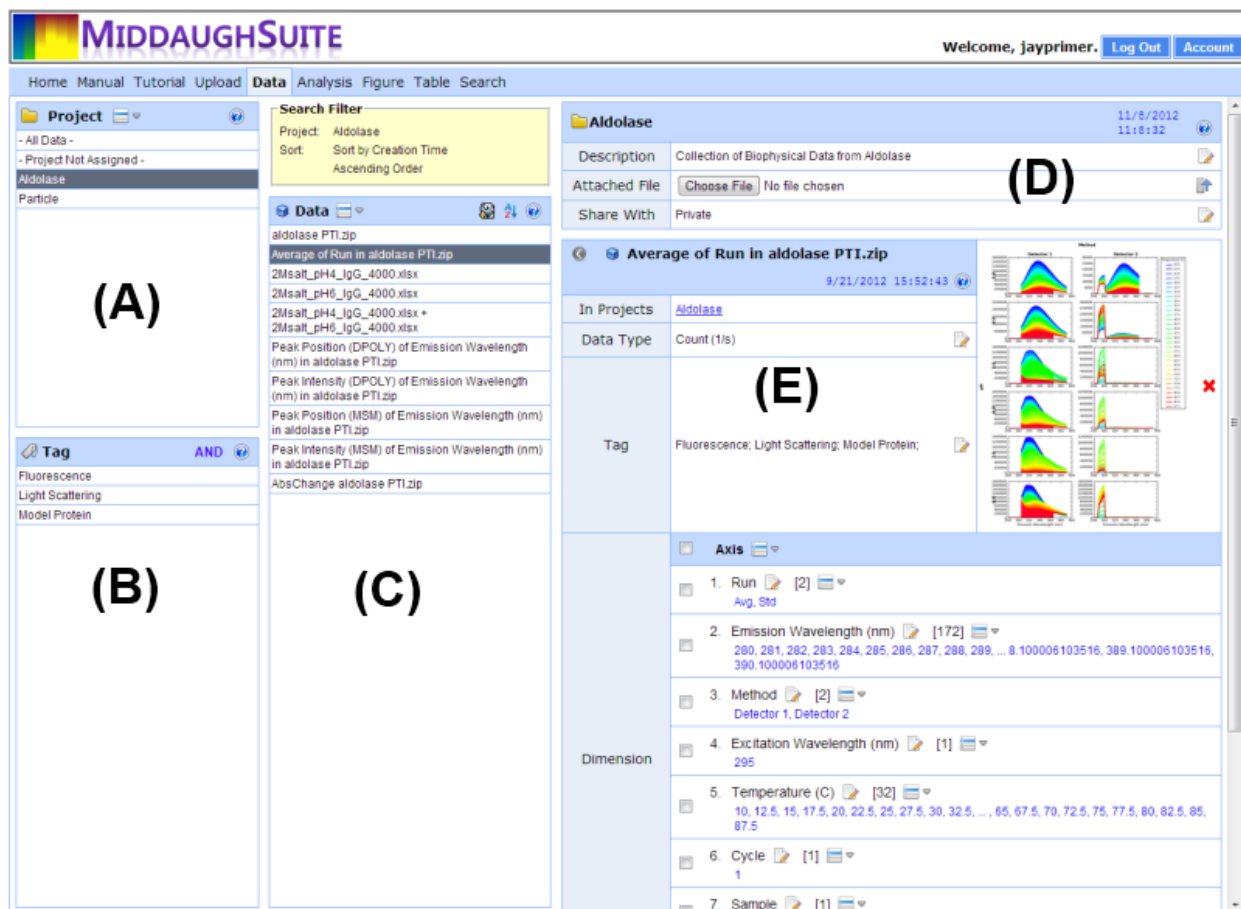 MIDDAUGHSUITE
Welcome, jayprimer. Log Out Account
Home Manual Tutorial Upload Data Analysis Figure Table Search
Project
- All Data -
- Project Not Assigned -
Aldolase
Particle
(A)
Tag AND
Fluorescence
Light Scattering
Model Protein
(B)
Search Filter
Project: Aldolase
Sort: Sort by Creation Time
Ascending Order
Data
aldolase PTI.zip
Average of Run in aldolase PTI.zip
2Msalt_pH4_IgG_4000.xlsx
2Msalt_pH6_IgG_4000.xlsx
2Msalt_pH4_IgG_4000.xlsx +
2Msalt_pH6_IgG_4000.xlsx
Peak Position (DPOLY) of Emission Wavelength
(nm) in aldolase PTI.zip
Peak Intensity (DPOLY) of Emission Wavelength
(nm) in aldolase PTI.zip
Peak Position (MSM) of Emission Wavelength (nm)
in aldolase PTI.zip
Peak Intensity (MSM) of Emission Wavelength (nm)
in aldolase PTI.zip
AbsChange aldolase PTI.zip
(C)
Aldolase
11/8/2012
11:8:32
Description Collection of Biophysical Data from Aldolase
Attached File Choose File No file chosen
Share With Private
(D)
Average of Run in aldolase PTI.zip
9/21/2012 15:52:43
In Projects Aldolase
Data Type Count (1/s)
(E)
Tag Fluorescence; Light Scattering; Model Protein;
Method
Detector 1 Detector 2
Dimension
Axis
1. Run [2]
Avg, Std
2. Emission Wavelength (nm) [172]
280, 281, 282, 283, 284, 285, 286, 287, 288, 289, ... 8.100006103516, 389.100006103516,
390.100006103516
3. Method [2]
Detector 1, Detector 2
4. Excitation Wavelength (nm) [1]
295
5. Temperature (C) [32]
10, 12.5, 15, 17.5, 20, 22.5, 25, 27.5, 30, 32.5, ... , 65, 67.5, 70, 72.5, 75, 77.5, 80, 82.5, 85,
87.5
6. Cycle [1]
1
7. Sample [1]